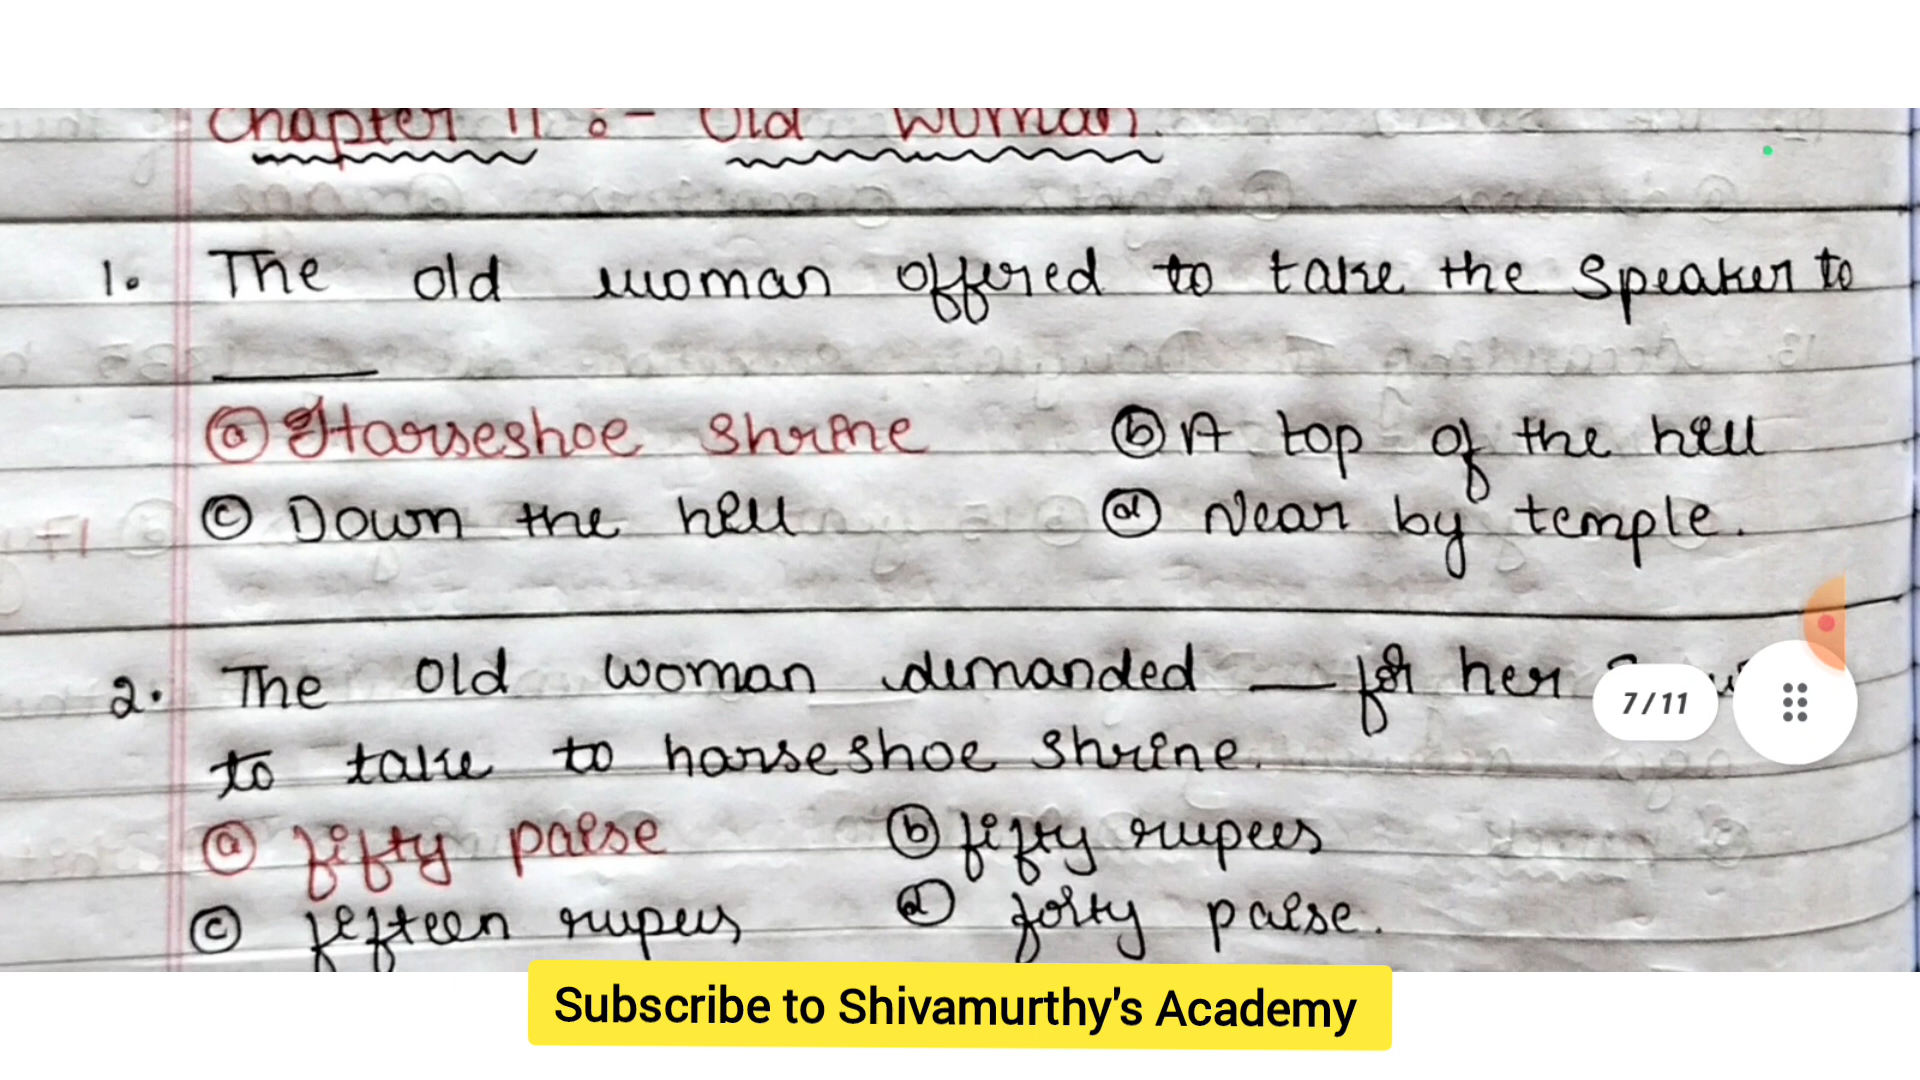 Chapter 11 :- Old Woman.
1. The old woman offered to take the Speaker to
____
(a) Horseshoe Shrine (b) A top of the hill
(c) Down the hill (d) Near by temple.
2. The old woman demanded __ for her
7/11
to take to horseshoe Shrine.
(a) fifty paise (b) fifty rupees
(c) fifteen rupees (d) forty paise.
Subscribe to Shivamurthy's Academy